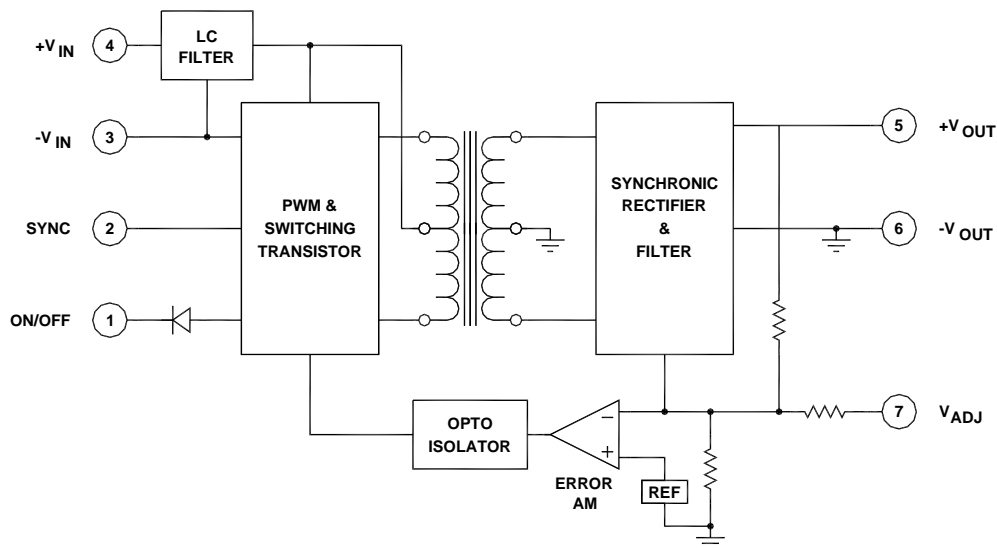 +V IN
4
LC
FILTER
-V IN
3
SYNC
2
ON/OFF
1
PWM &
SWITCHING
TRANSISTOR
SYNCHRONIC
RECTIFIER
&
FILTER
5
+V OUT
6
-V OUT
7
V ADJ
OPTO
ISOLATOR
−
+
ERROR
AM
REF